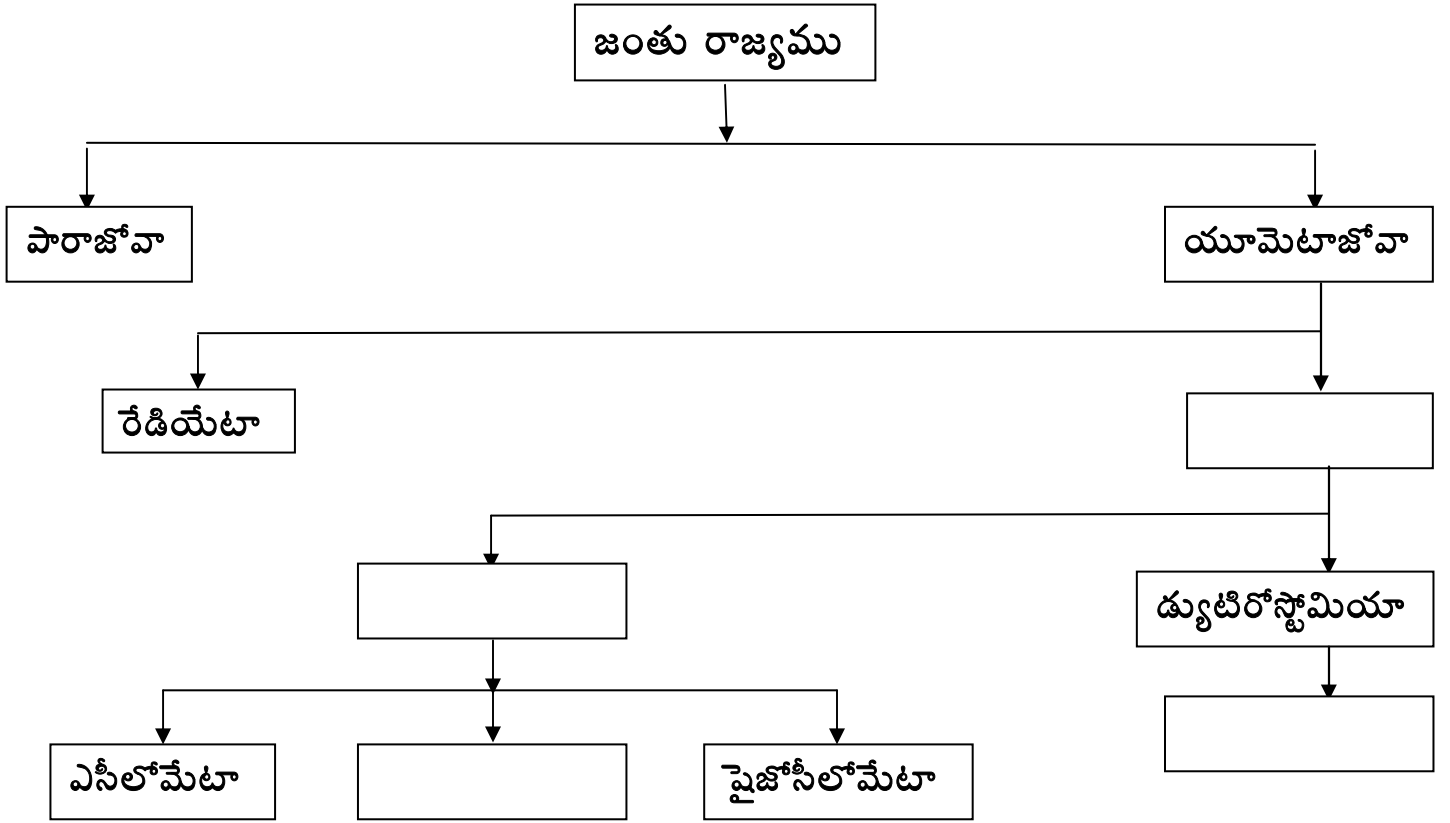 జంతు రాజ్యము
పారాజోవా
యూమెటాజోవా
రేడియేటా
డ్యుటిరోస్టోమియా
ఎసీలోమేటా
షైజోసీలోమేటా